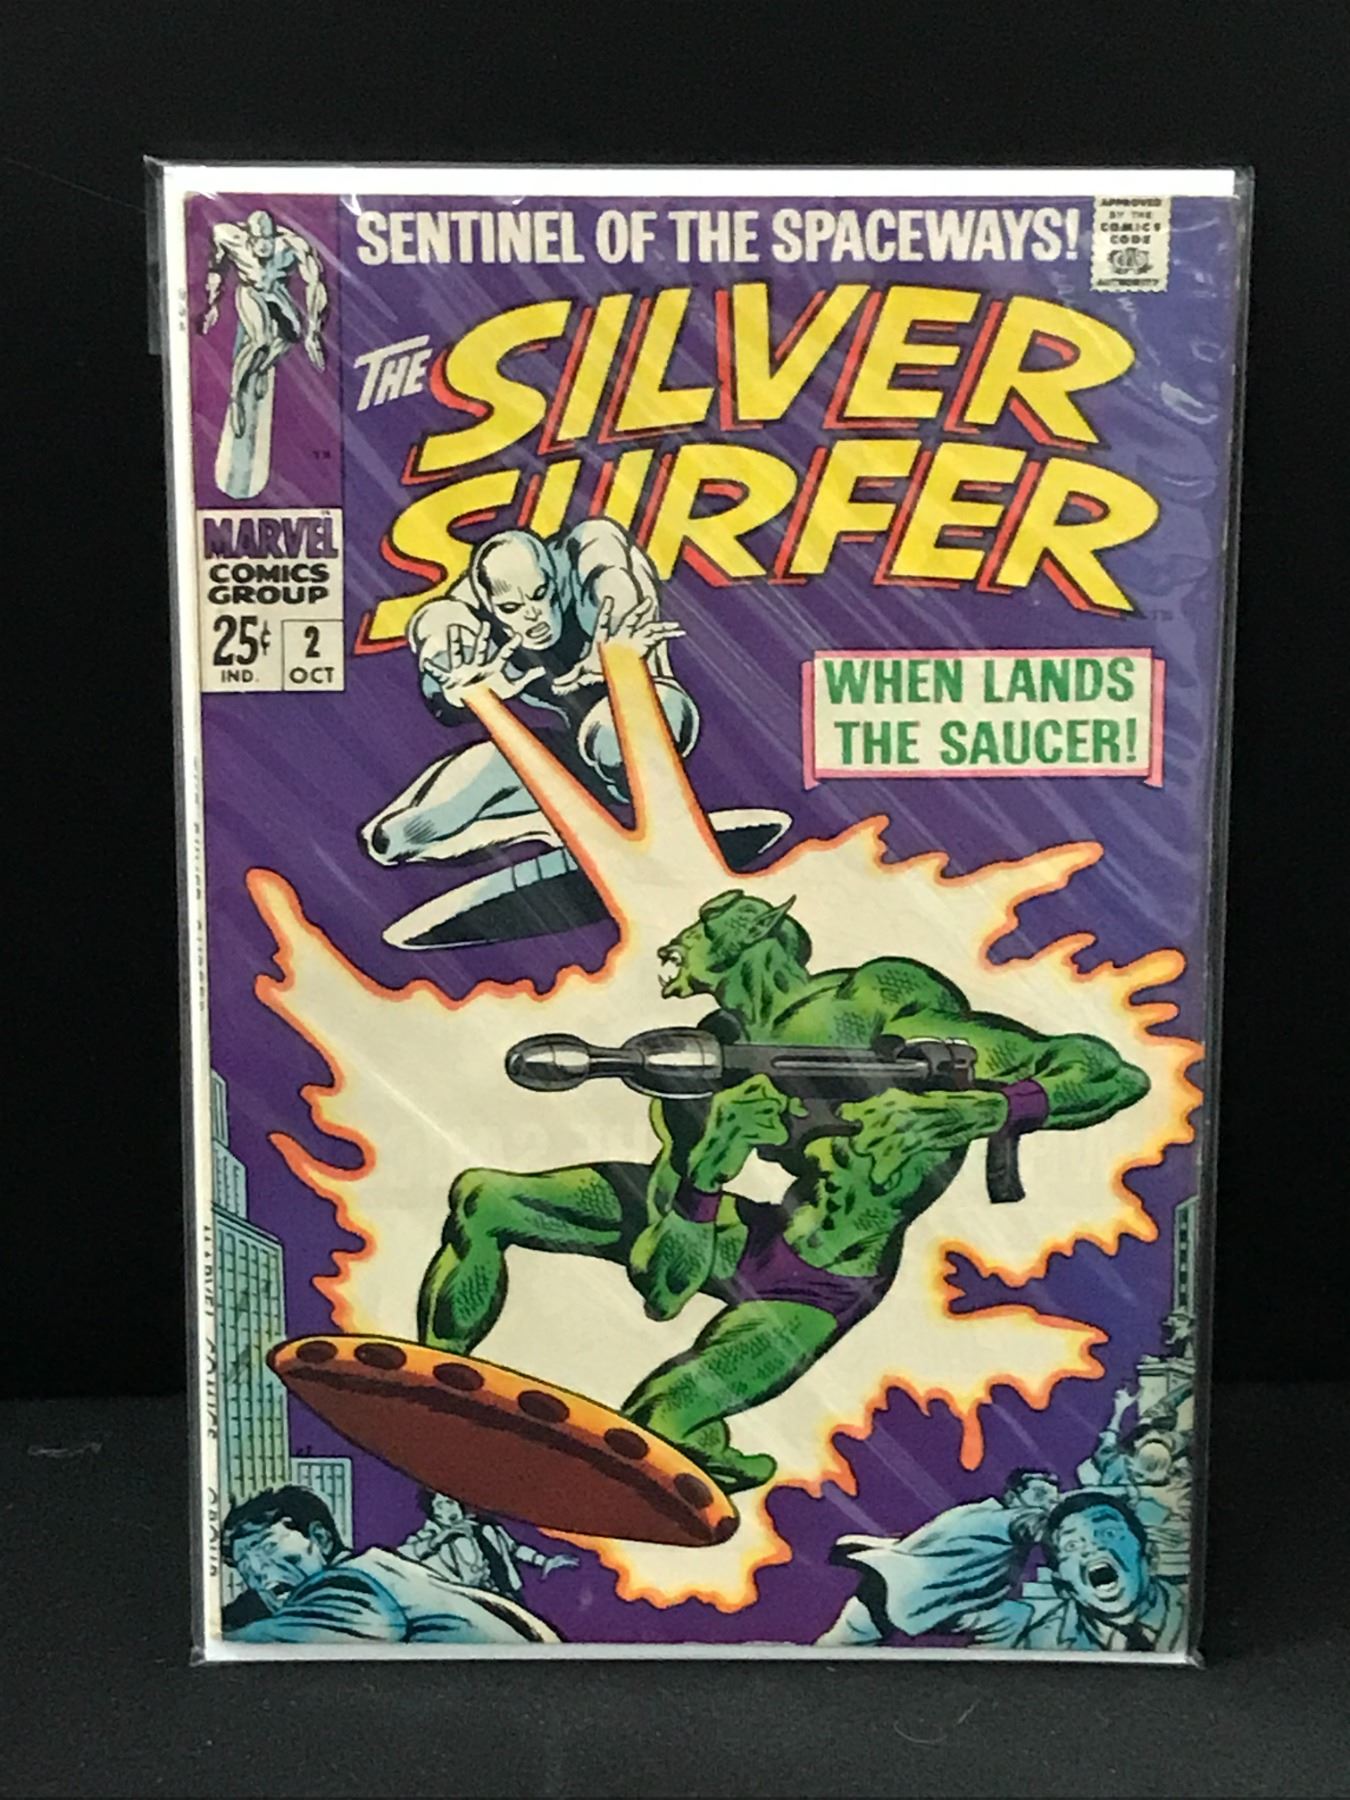 SENTINEL OF THE SPACEWAYS!
APPROVED
BY THE
COMICS
CODE
AUTHORITY
THE SILVER
SURFER
TM
MARVEL
COMICS
GROUP
25¢
IND.
2
OCT
WHEN LANDS
THE SAUCER!